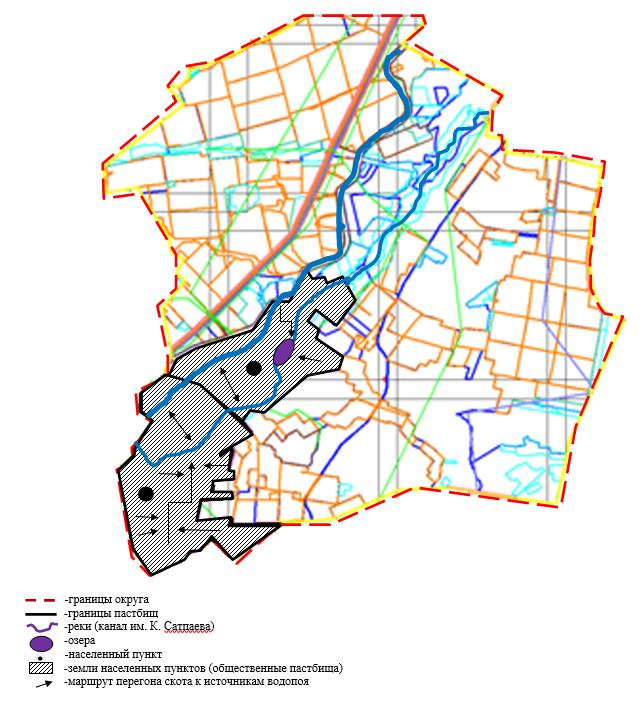 -границы округа
-границы пастбищ
-реки (канал им. К. Сатпаева)
-озера
-населенный пункт
-земли населенных пунктов (общественные пастбища)
-маршрут перегона скота к источникам водопоя